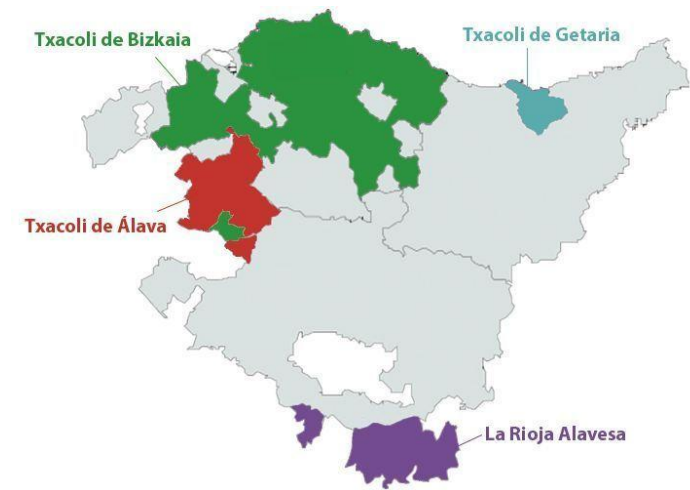 Txacoli de Bizkaia
Txacoli de Getaria
Txacoli de Álava
La Rioja Alavesa